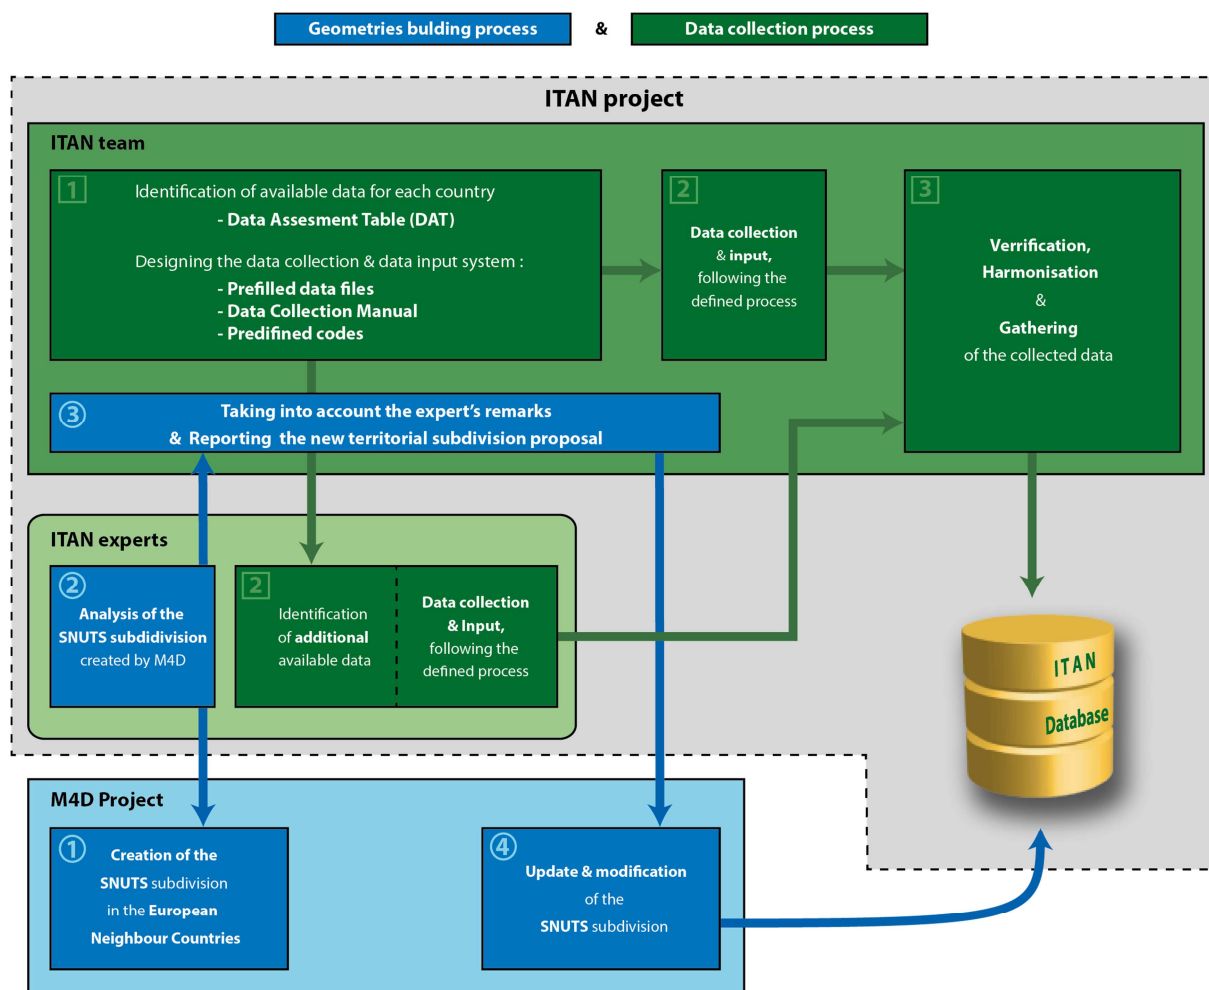 Geometries bulding process & Data collection process
ITAN project
ITAN team
1
Identification of available data for each country
- Data Assesment Table (DAT)
Designing the data collection & data input system :
- Prefilled data files
- Data Collection Manual
- Predifined codes
2
Data collection
& input,
following the
defined process
3
Verrification,
Harmonisation
&
Gathering
of the collected data
3
Taking into account the expert's remarks
& Reporting the new territorial subdivision proposal
ITAN experts
2
Analysis of the
SNUTS subdidivision
created by M4D
2
Identification
of additional
available data
Data collection
& Input,
following the
defined process
ITAN
Database
M4D Project
1
Creation of the
SNUTS subdivision
in the European
Neighbour Countries
4
Update & modification
of the
SNUTS subdivision